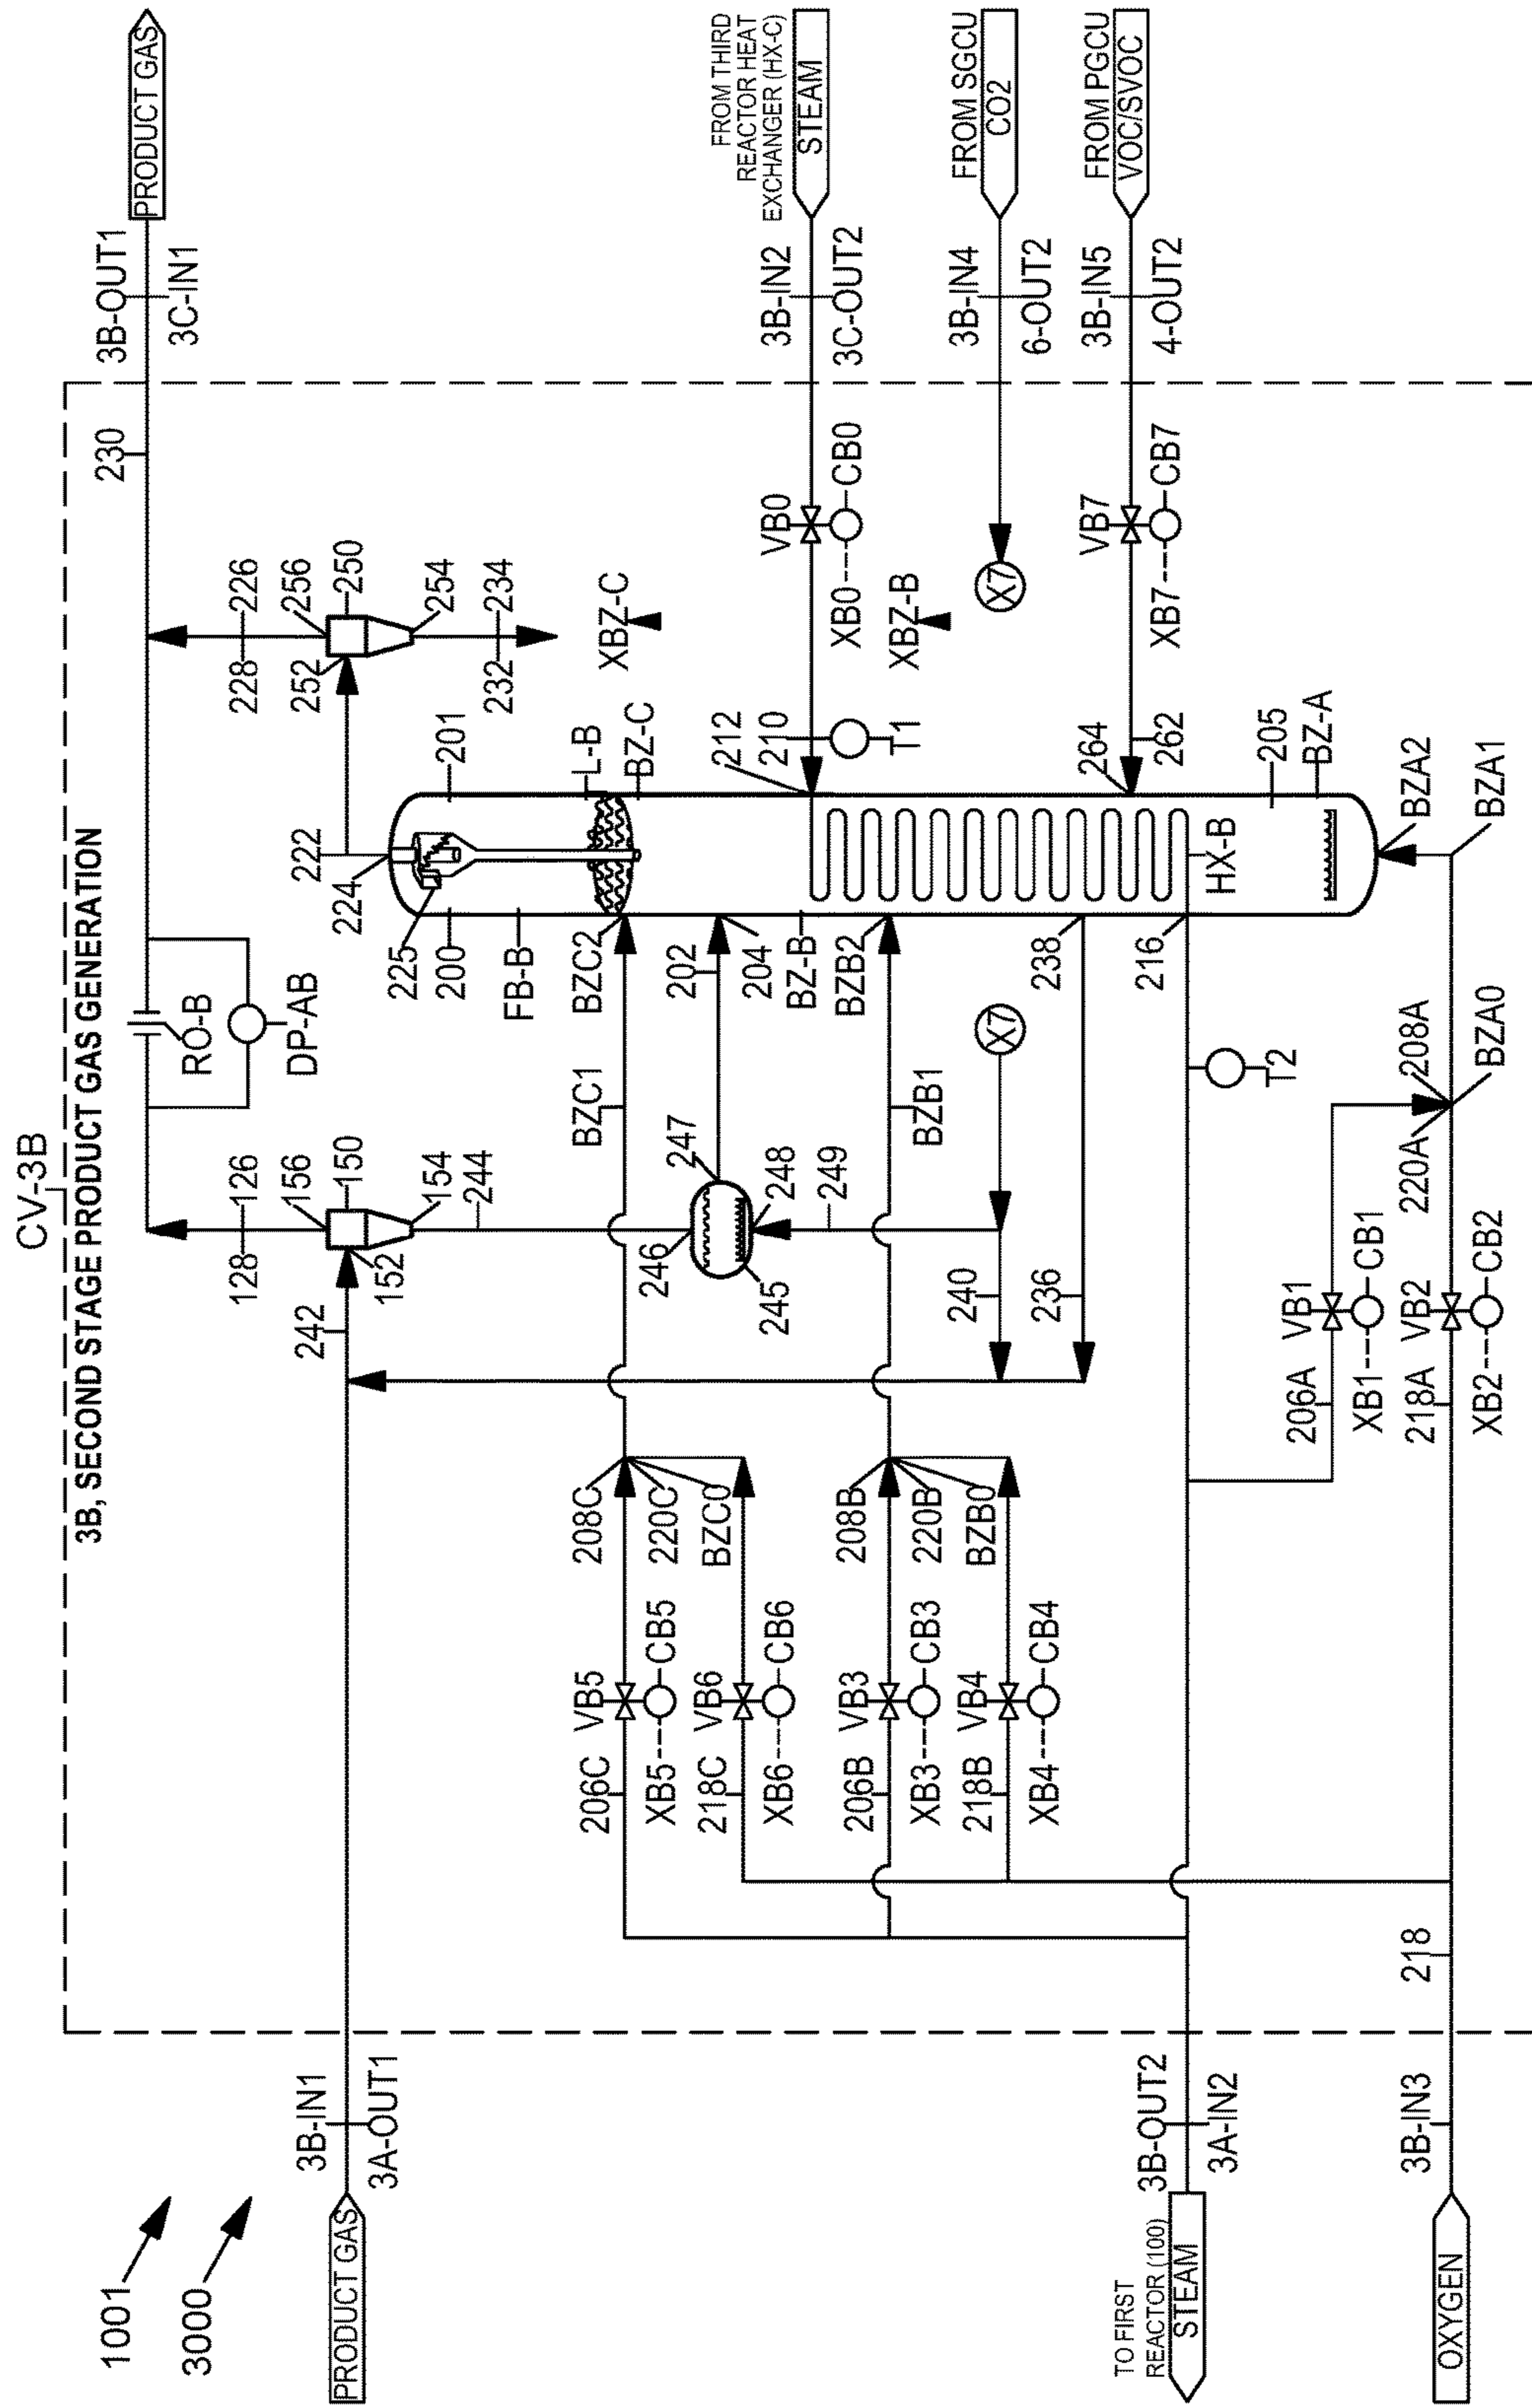 1001
3000
CV-3B
3B, SECOND STAGE PRODUCT GAS GENERATION
PRODUCT GAS
3B-IN1
3A-OUT1
242
128
126
156
150
152
154
244
RO-B
DP-AB
230
3B-OUT1
3C-IN1
PRODUCT GAS
222
224
225
200
201
FB-B
L-B
BZ-C
228
226
256
250
252
254
232
234
XBZ-C
BZC2
BZC1
208C
220C
BZC0
VB5
206C
XB5
CB5
VB6
218C
XB6
CB6
246
247
245
248
249
202
204
BZ-B
BZB2
BZB1
208B
220B
BZB0
VB3
206B
XB3
CB3
VB4
218B
XB4
CB4
X7
240
236
238
216
212
210
T1
VB0
XB0
CB0
XBZ-B
3B-IN2
3C-OUT2
FROM THIRD
REACTOR HEAT
EXCHANGER (HX-C)
STEAM
X7
3B-IN4
6-OUT2
FROM SGCU
CO2
264
262
VB7
XB7
CB7
3B-IN5
4-OUT2
FROM PGCU
VOC/SVOC
HX-B
205
BZ-A
BZA2
BZA1
T2
208A
220A
BZA0
VB1
206A
XB1
CB1
VB2
218A
XB2
CB2
218
TO FIRST
REACTOR (100)
STEAM
3B-OUT2
3A-IN2
OXYGEN
3B-IN3